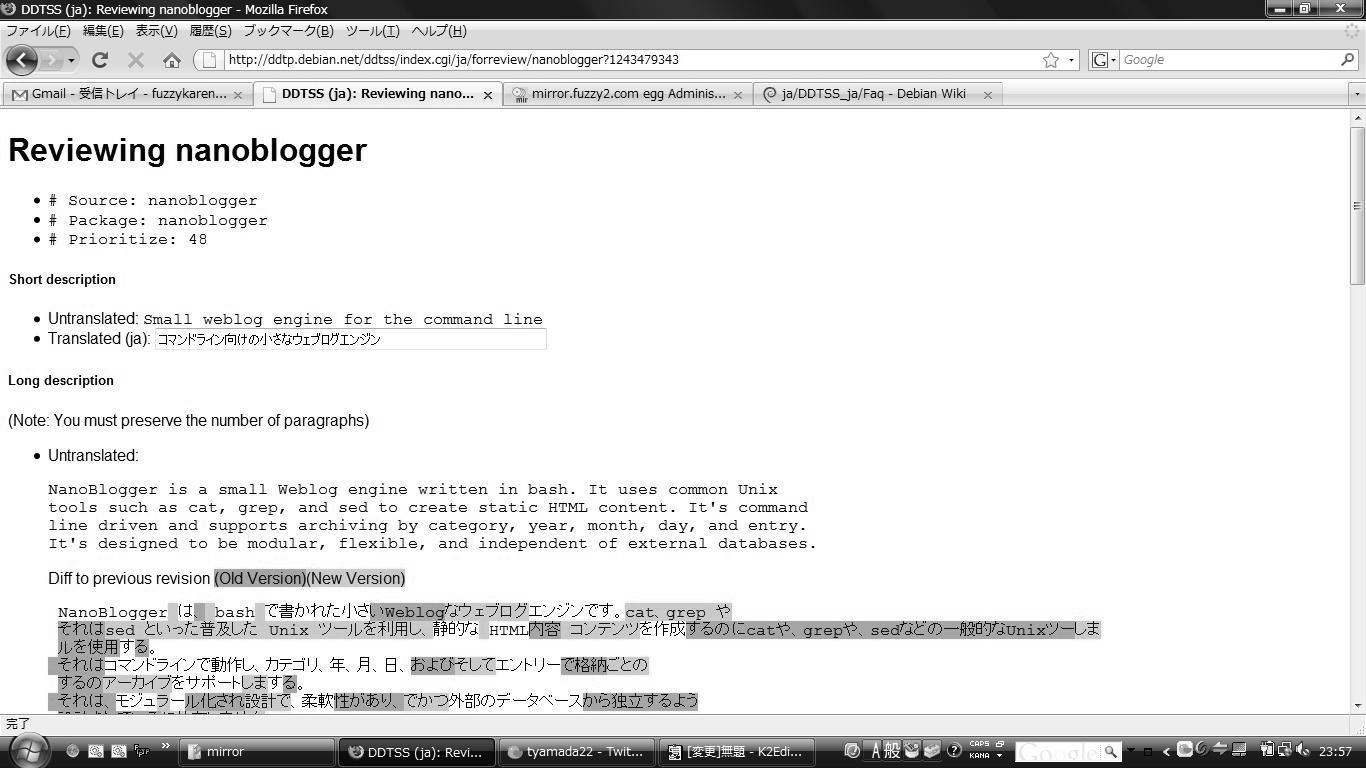 DDTSS (ja): Reviewing nanoblogger - Mozilla Firefox
ファイル(F) 編集(E) 表示(V) 履歴(S) ブックマーク(B) ツール(T) ヘルプ(H)
http://ddtp.debian.net/ddtss/index.cgi/ja/forreview/nanoblogger?1243479343
Google
Gmail - 受信トレイ - fuzzykaren... DDTSS (ja): Reviewing nano... mirror.fuzzy2.com egg Adminis... ja/DDTSS_ja/Faq - Debian Wiki
Reviewing nanoblogger
# Source: nanoblogger
# Package: nanoblogger
# Prioritize: 48
Short description
Untranslated: Small weblog engine for the command line
Translated (ja): コマンドライン向けの小さなウェブログエンジン
Long description
(Note: You must preserve the number of paragraphs)
Untranslated:
NanoBlogger is a small Weblog engine written in bash. It uses common Unix
tools such as cat, grep, and sed to create static HTML content. It's command
line driven and supports archiving by category, year, month, day, and entry.
It's designed to be modular, flexible, and independent of external databases.
Diff to previous revision (Old Version)(New Version)
NanoBlogger は、 bash で書かれた小さいWeblogなウェブログエンジンです。cat、grep や
それはsed といった普及した Unix ツールを利用し、静的な HTML内容 コンテンツを作成するのにcatや、grepや、sedなどの一般的なUnixツーしま
ルを使用する。
それはコマンドラインで動作し、カテゴリ、年、月、日、およびそしてエントリーで格納ごとの
するのアーカイブをサポートしまする。
それは、モジュラール化され設計で、柔軟性があり、でかつ外部のデータベースから独立するよう
完了
mirror DDTSS (ja): Revi... tyamada22 - Twit... [変更]無題 - K2Edi...
A 般 CAPS KANA Google 23:57